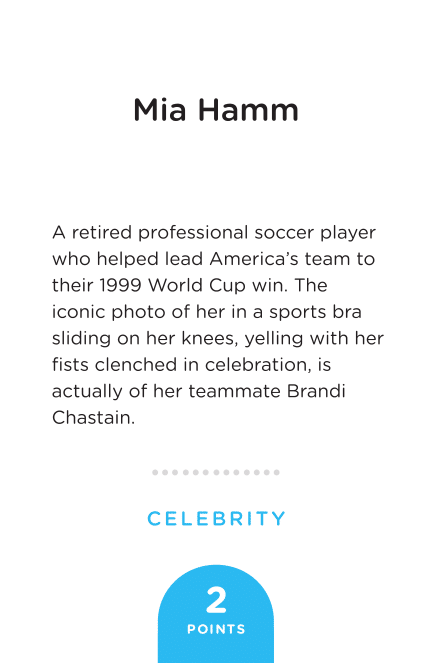 Mia Hamm
A retired professional soccer player
who helped lead America’s team to
their 1999 World Cup win. The
iconic photo of her in a sports bra
sliding on her knees, yelling with her
fists clenched in celebration, is
actually of her teammate Brandi
Chastain.
CELEBRITY
2
POINTS